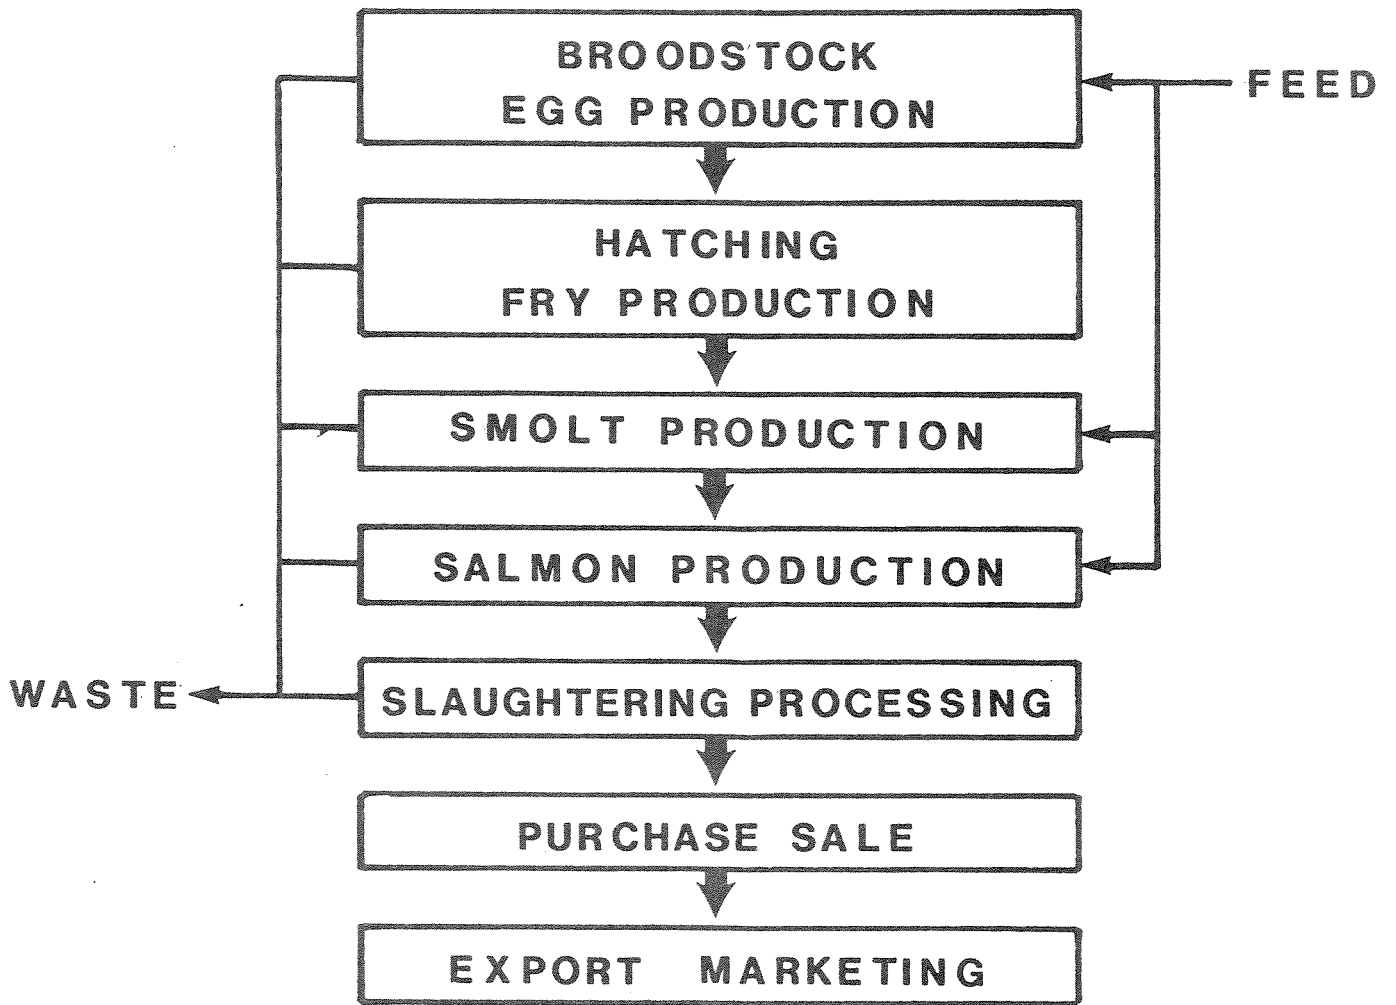 BROODSTOCK
EGG PRODUCTION
FEED
HATCHING
FRY PRODUCTION
SMOLT PRODUCTION
SALMON PRODUCTION
WASTE
SLAUGHTERING PROCESSING
PURCHASE SALE
EXPORT MARKETING